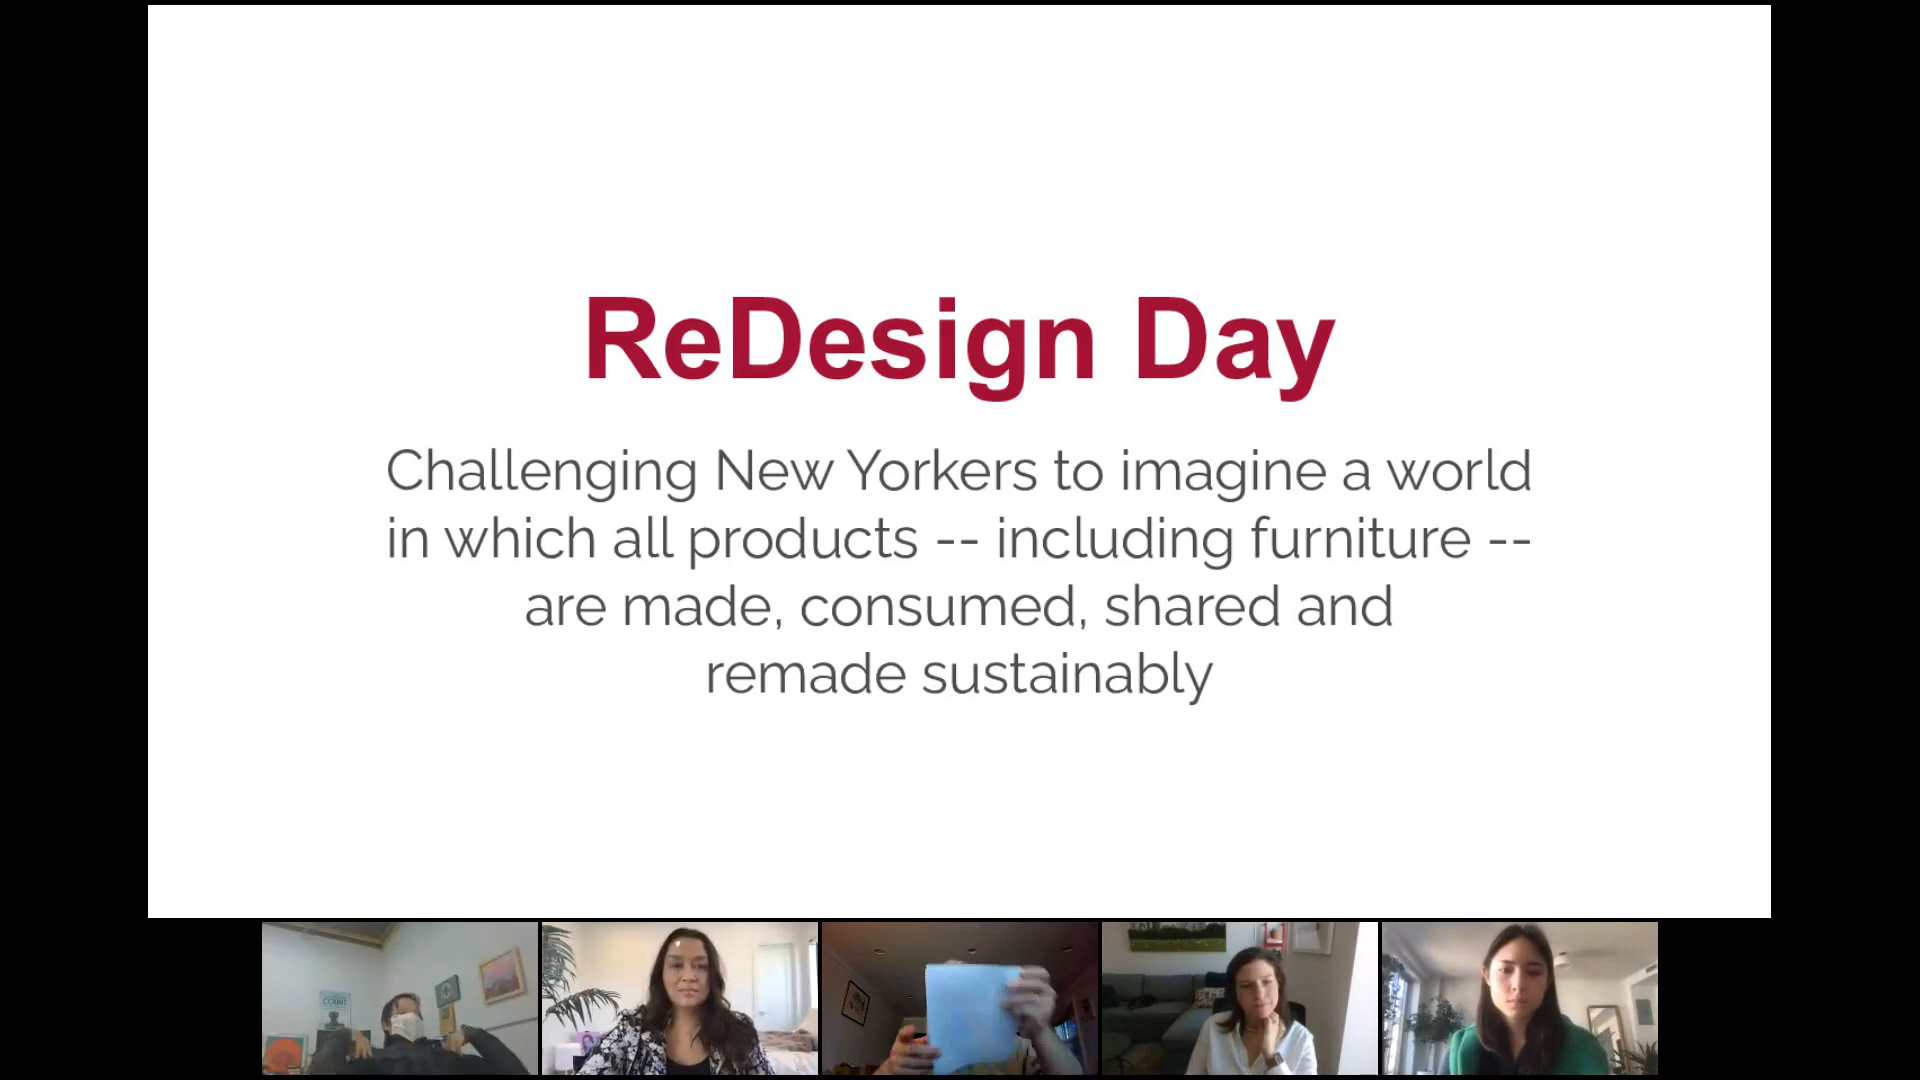 ReDesign Day
Challenging New Yorkers to imagine a world
in which all products -- including furniture --
are made, consumed, shared and
remade sustainably
COUNT